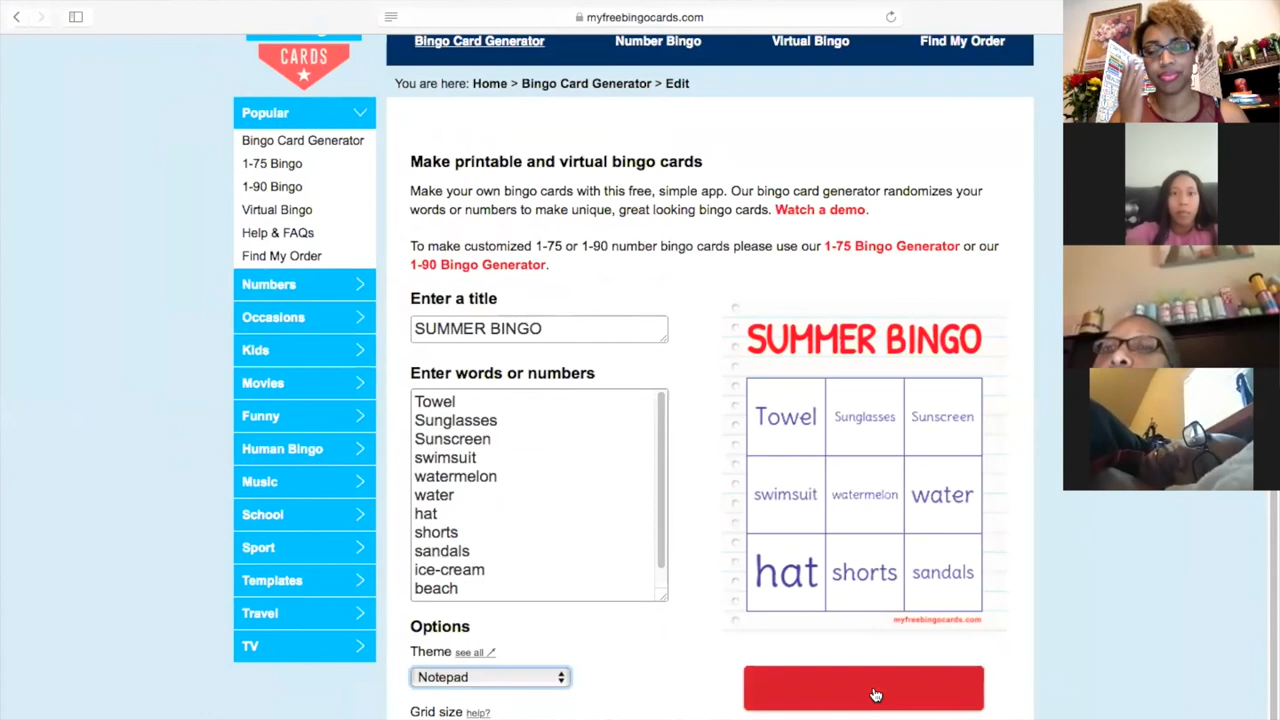 myfreebingocards.com
CARDS
Bingo Card Generator
Number Bingo
Virtual Bingo
Find My Order
You are here: Home > Bingo Card Generator > Edit
Popular
Bingo Card Generator
1-75 Bingo
1-90 Bingo
Virtual Bingo
Help & FAQs
Find My Order
Numbers
Occasions
Kids
Movies
Funny
Human Bingo
Music
School
Sport
Templates
Travel
TV
Make printable and virtual bingo cards
Make your own bingo cards with this free, simple app. Our bingo card generator randomizes your
words or numbers to make unique, great looking bingo cards. Watch a demo.
To make customized 1-75 or 1-90 number bingo cards please use our 1-75 Bingo Generator or our
1-90 Bingo Generator.
Enter a title
SUMMER BINGO
Enter words or numbers
Towel
Sunglasses
Sunscreen
swimsuit
watermelon
water
hat
shorts
sandals
ice-cream
beach
Options
Theme see all
Notepad
Grid size help?
SUMMER BINGO
Towel Sunglasses Sunscreen
swimsuit watermelon water
hat shorts sandals
myfreebingocards.com